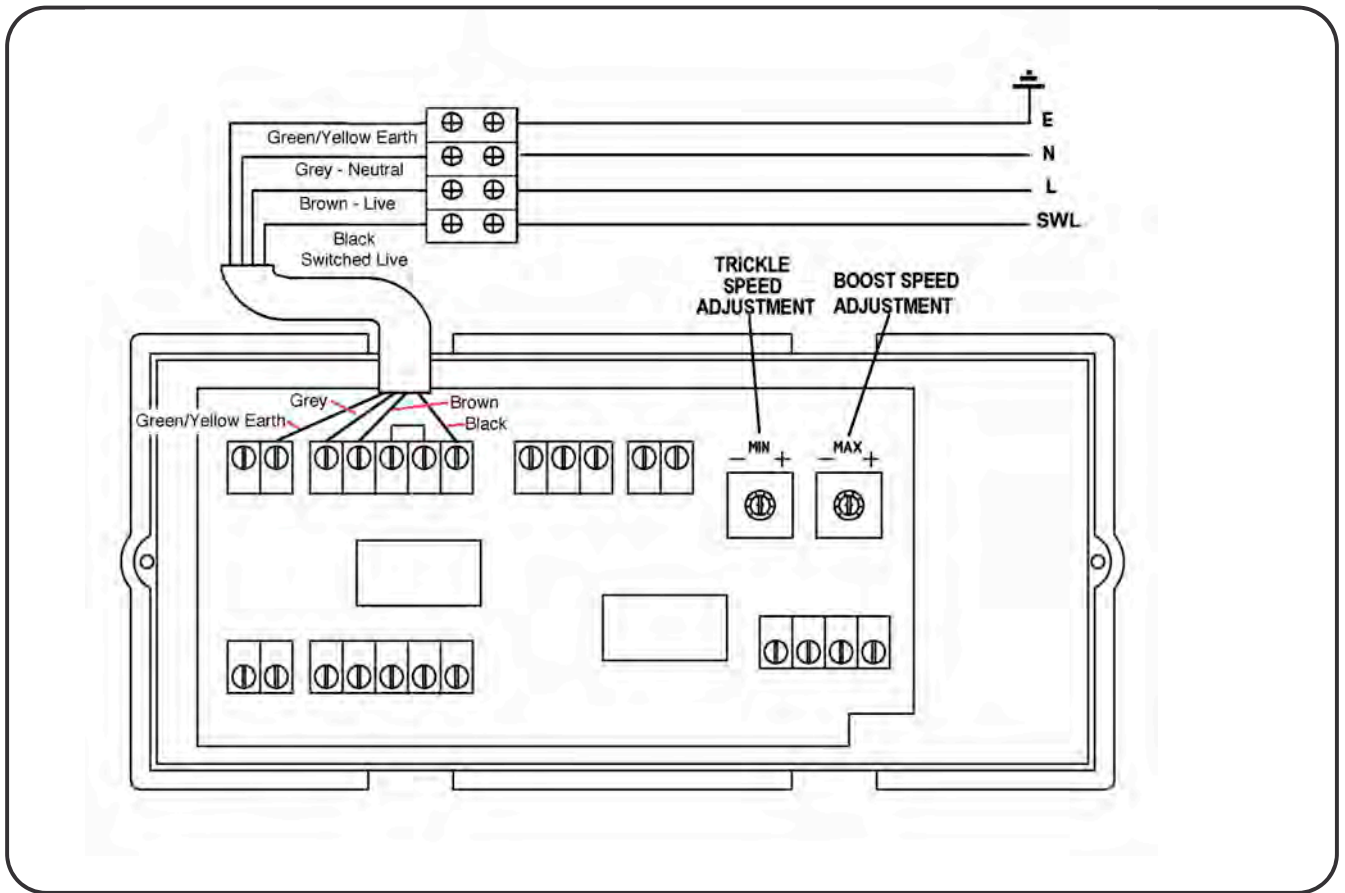 E
Green/Yellow Earth
N
Grey - Neutral
L
Brown - Live
SWL
Black
Switched Live
TRICKLE
SPEED
ADJUSTMENT
BOOST SPEED
ADJUSTMENT
Grey
Brown
Green/Yellow Earth
Black
- MIN +
- MAX +